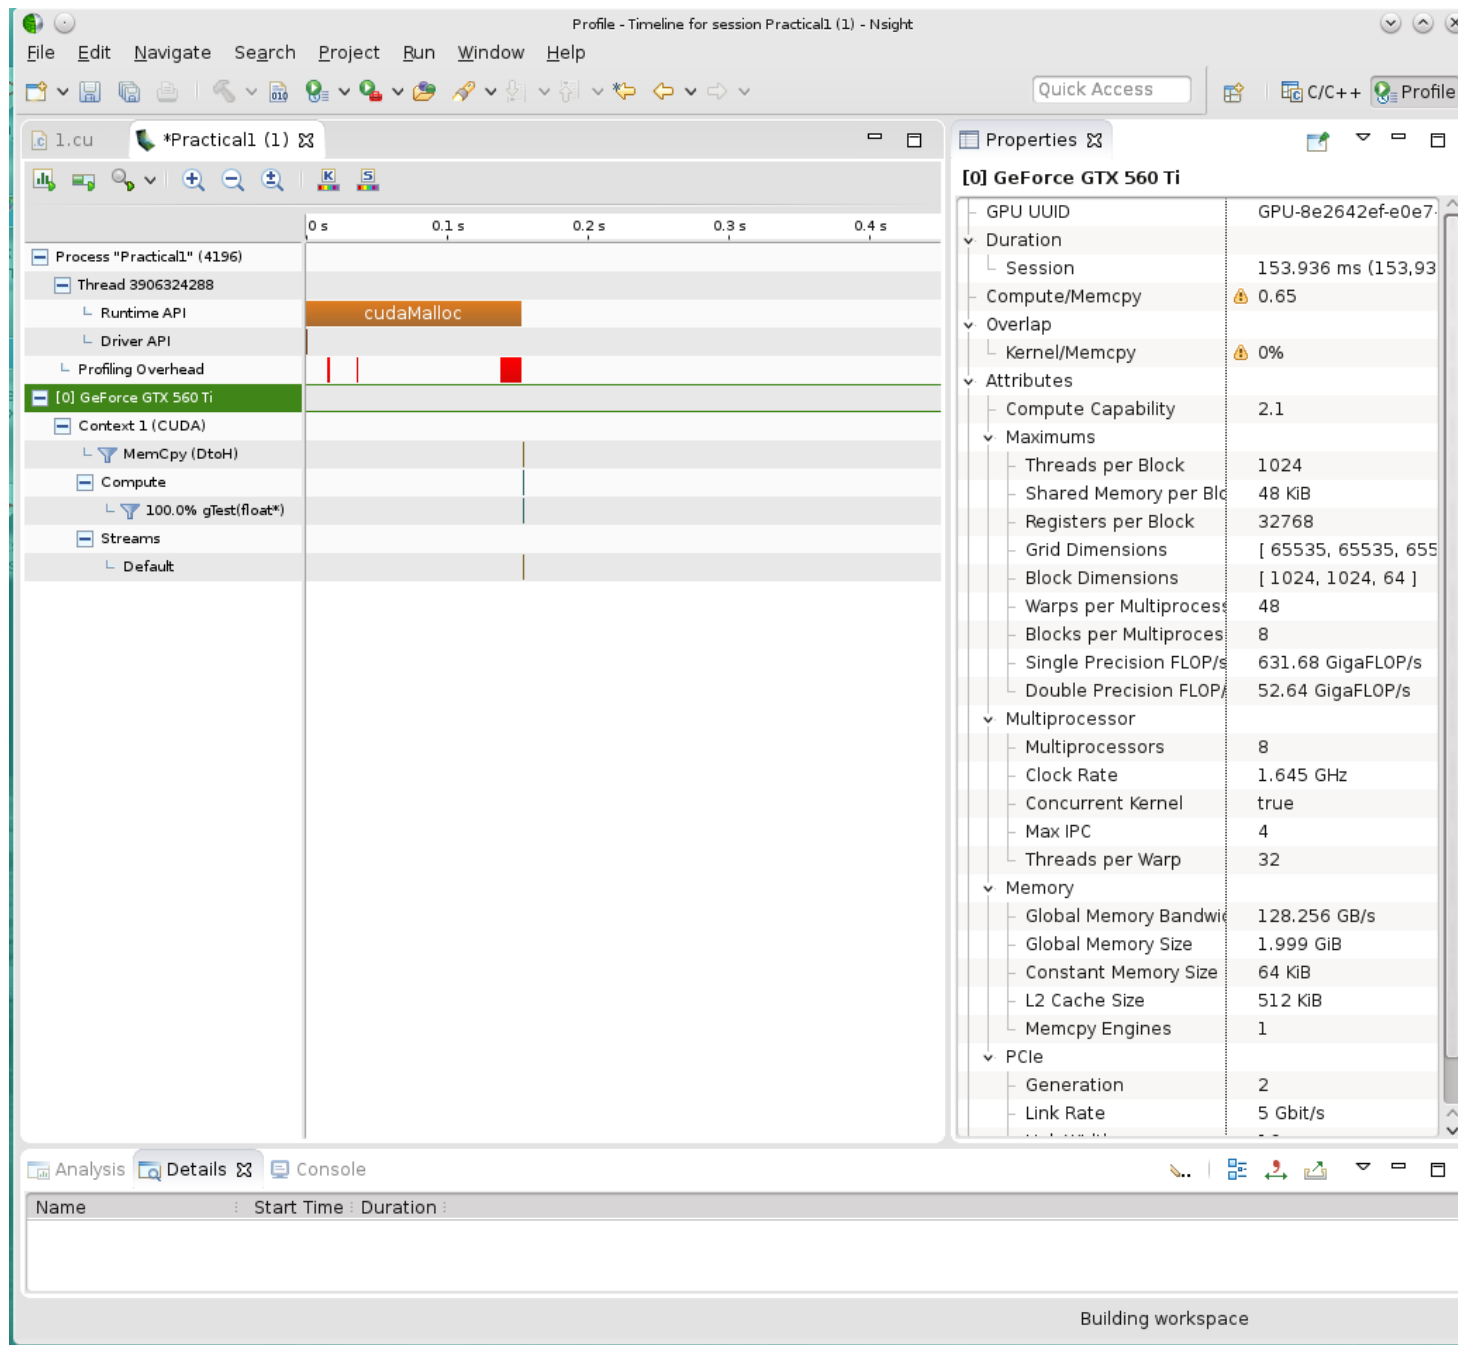 Profile - Timeline for session Practical1 (1) - Nsight
File Edit Navigate Search Project Run Window Help
Quick Access C/C++ Profile
1.cu *Practical1 (1)
0 s 0.1 s 0.2 s 0.3 s 0.4 s
Process "Practical1" (4196)
Thread 3906324288
Runtime API cudaMalloc
Driver API
Profiling Overhead
[0] GeForce GTX 560 Ti
Context 1 (CUDA)
MemCpy (DtoH)
Compute
100.0% gTest(float*)
Streams
Default
Properties
[0] GeForce GTX 560 Ti
GPU UUID GPU-8e2642ef-e0e7-
Duration
Session 153.936 ms (153,93
Compute/Memcpy 0.65
Overlap
Kernel/Memcpy 0%
Attributes
Compute Capability 2.1
Maximums
Threads per Block 1024
Shared Memory per Blo 48 KiB
Registers per Block 32768
Grid Dimensions [ 65535, 65535, 655
Block Dimensions [ 1024, 1024, 64 ]
Warps per Multiprocess 48
Blocks per Multiproces 8
Single Precision FLOP/s 631.68 GigaFLOP/s
Double Precision FLOP/ 52.64 GigaFLOP/s
Multiprocessor
Multiprocessors 8
Clock Rate 1.645 GHz
Concurrent Kernel true
Max IPC 4
Threads per Warp 32
Memory
Global Memory Bandwid 128.256 GB/s
Global Memory Size 1.999 GiB
Constant Memory Size 64 KiB
L2 Cache Size 512 KiB
Memcpy Engines 1
PCIe
Generation 2
Link Rate 5 Gbit/s
Analysis Details Console
Name Start Time Duration
Building workspace